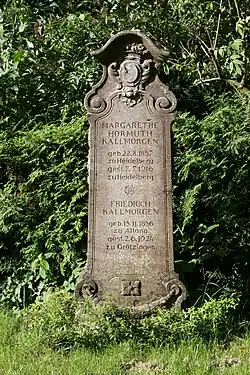 MARGARETHE
HORMUTH
KALLMORGEN
geb. 22.8.1857
zu Heidelberg
gest. 7.7.1916
zu Heidelberg
FRIEDRICH
KALLMORGEN
geb. 15.11.1856
zu Altona
gest. 2.6.1924
zu Grötzingen